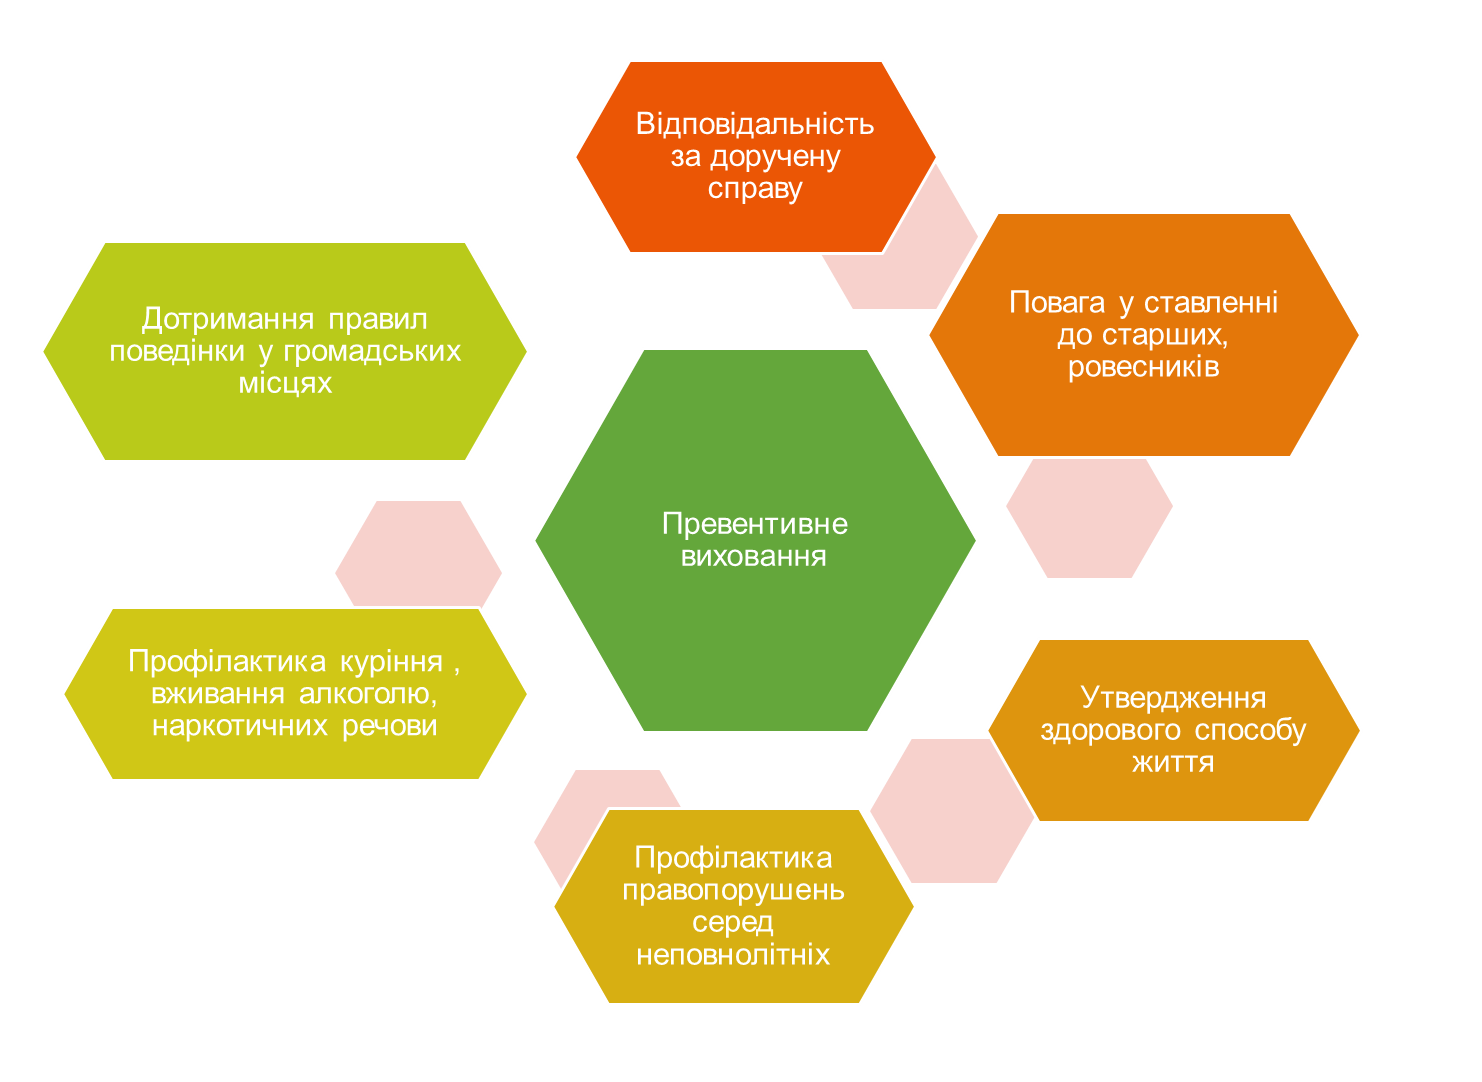 Відповідальність
за доручену
справу
Повага у ставленні
до старших,
ровесників
Дотримання правил
поведінки у громадських
місцях
Превентивне
виховання
Профілактика куріння ,
вживання алкоголю,
наркотичних речови
Утвердження
здорового способу
життя
Профілактика
правопорушень
серед
неповнолітніх